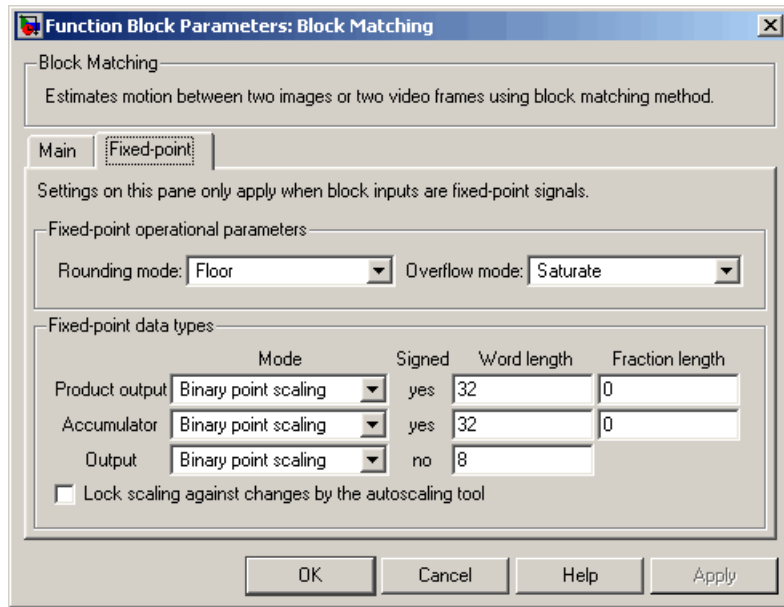 Function Block Parameters: Block Matching
Block Matching
Estimates motion between two images or two video frames using block matching method.
Main Fixed-point
Settings on this pane only apply when block inputs are fixed-point signals.
Fixed-point operational parameters
Rounding mode: Floor Overflow mode: Saturate
Fixed-point data types
Mode Signed Word length Fraction length
Product output Binary point scaling yes 32 0
Accumulator Binary point scaling yes 32 0
Output Binary point scaling no 8
Lock scaling against changes by the autoscaling tool
OK Cancel Help Apply